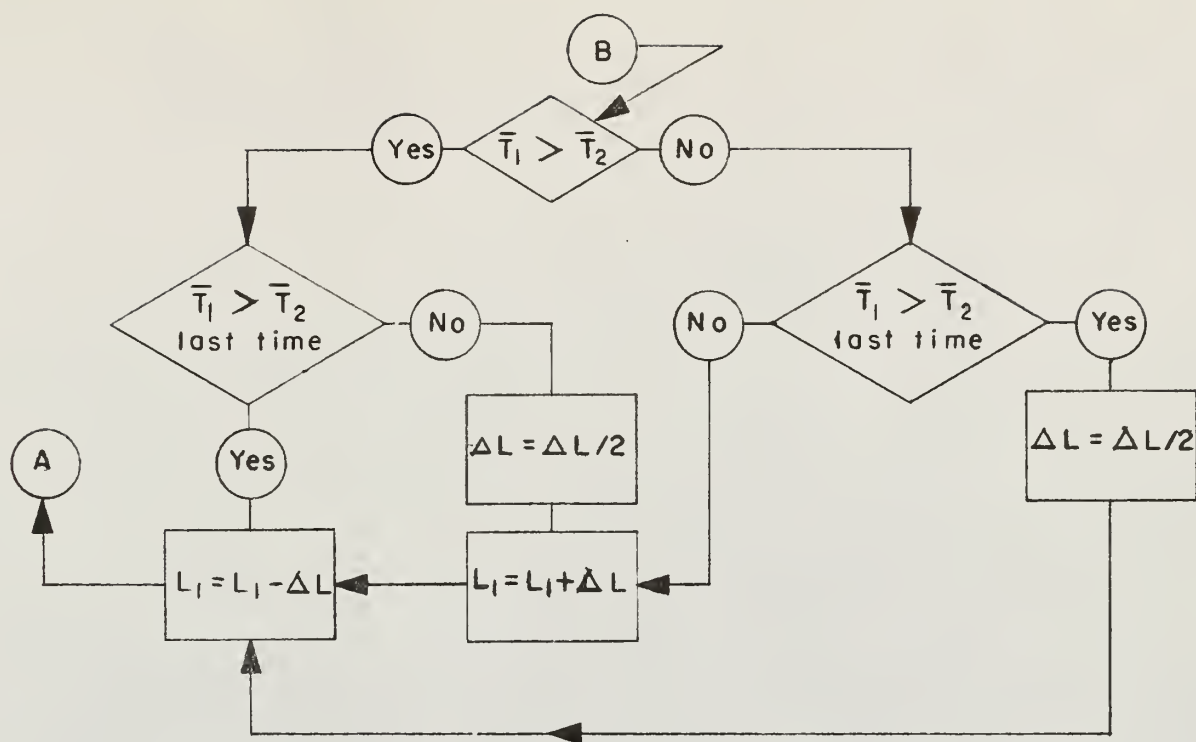 B
Yes
T̅₁ > T̅₂
No
T̅₁ > T̅₂
last time
No
No
T̅₁ > T̅₂
last time
Yes
ΔL = ΔL/2
ΔL = ΔL/2
A
Yes
L₁ = L₁ - ΔL
L₁ = L₁ + ΔL